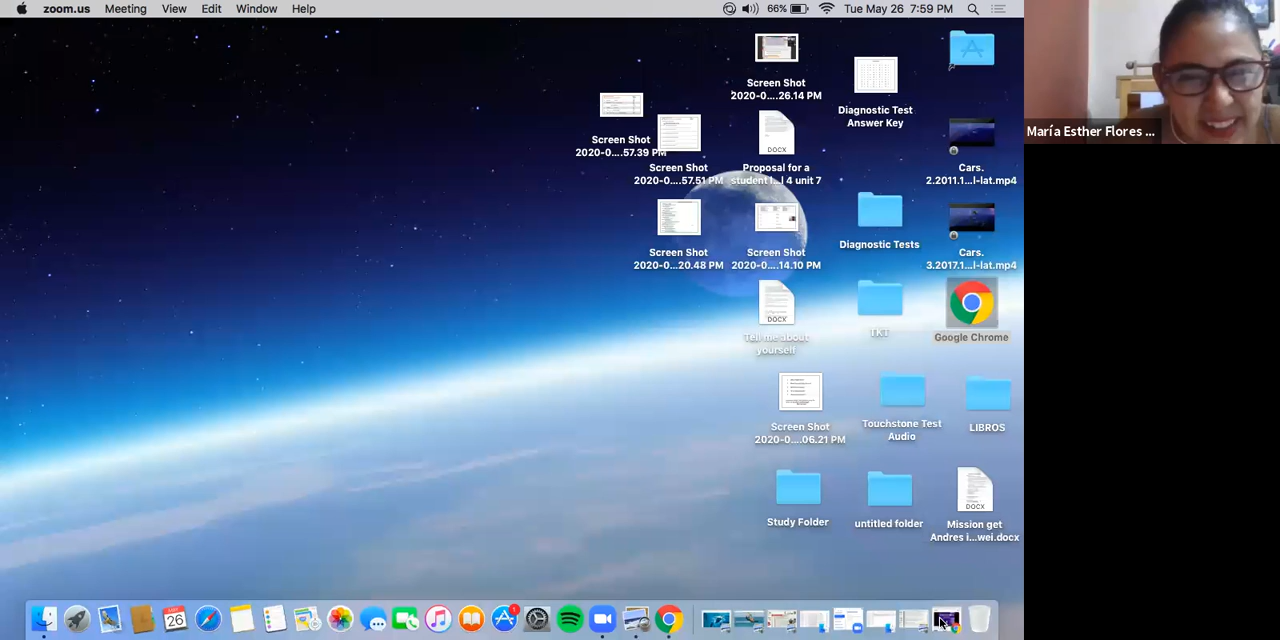 zoom.us Meeting View Edit Window Help 66% Tue May 26 7:59 PM
Screen Shot
2020-0....26.14 PM
Diagnostic Test
Answer Key
María Esther Flores ...
Screen Shot
2020-0....57.39 PM
Screen Shot
2020-0....57.51 PM
DOCX
Proposal for a
student l...l 4 unit 7
Cars.
2.2011.1...l-lat.mp4
Screen Shot
2020-0....20.48 PM
Screen Shot
2020-0....14.10 PM
Diagnostic Tests
Cars.
3.2017.1...l-lat.mp4
DOCX
Tell me about
yourself
TKT
Google Chrome
Screen Shot
2020-0....06.21 PM
Touchstone Test
Audio
LIBROS
Study Folder
untitled folder
DOCX
Mission get
Andres i...wei.docx
26
1